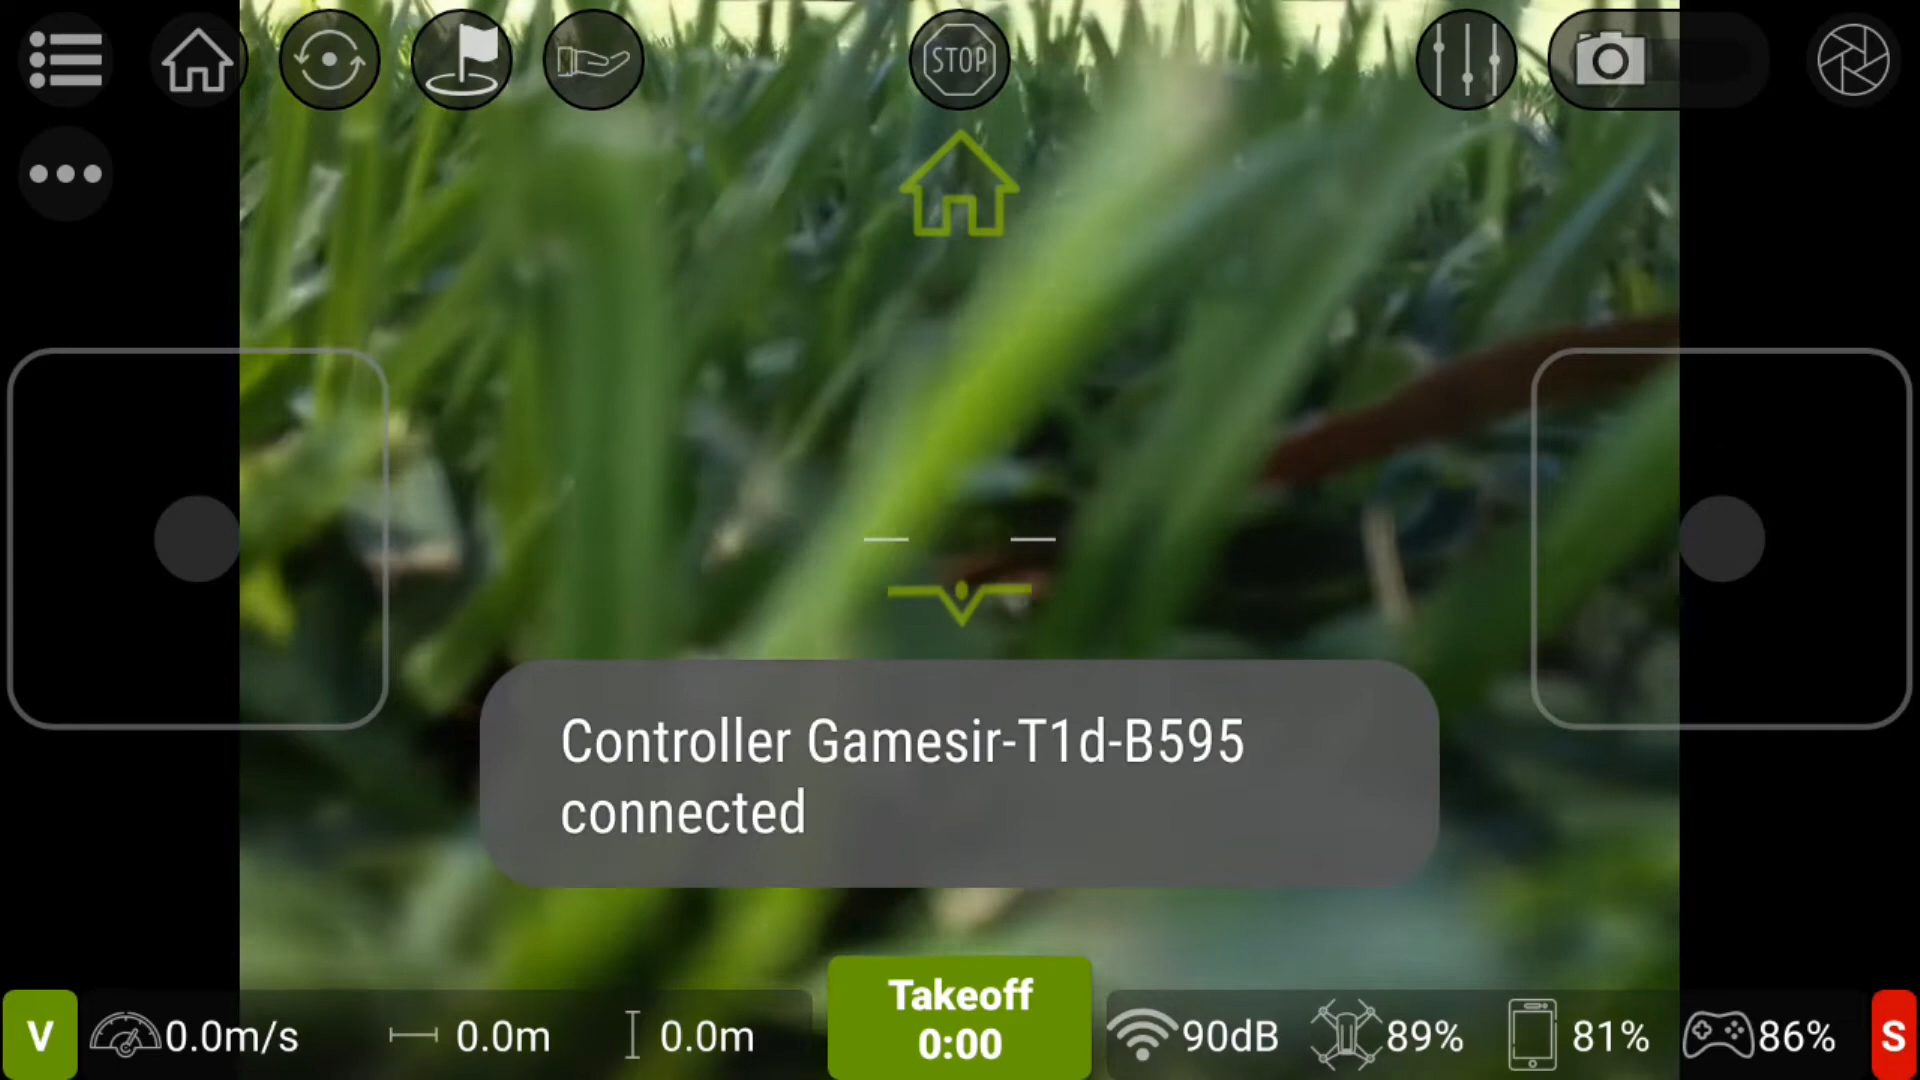 STOP
Controller Gamesir-T1d-B595
connected
Takeoff
0:00
V
0.0m/s
0.0m
0.0m
90dB
89%
81%
86%
S